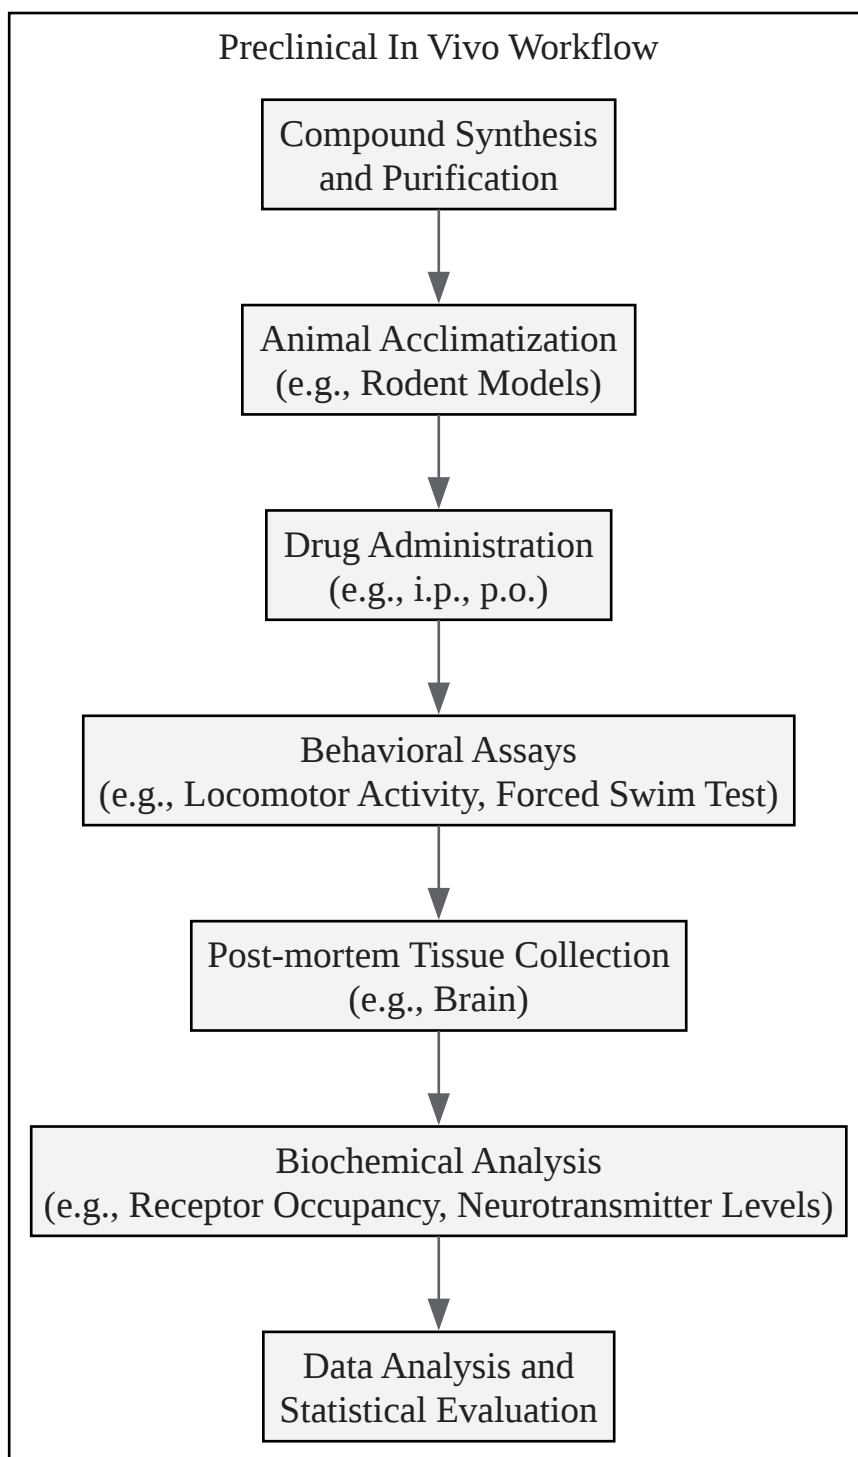 Preclinical In Vivo Workflow
Compound Synthesis
and Purification
Animal Acclimatization
(e.g., Rodent Models)
Drug Administration
(e.g., i.p., p.o.)
Behavioral Assays
(e.g., Locomotor Activity, Forced Swim Test)
Post-mortem Tissue Collection
(e.g., Brain)
Biochemical Analysis
(e.g., Receptor Occupancy, Neurotransmitter Levels)
Data Analysis and
Statistical Evaluation